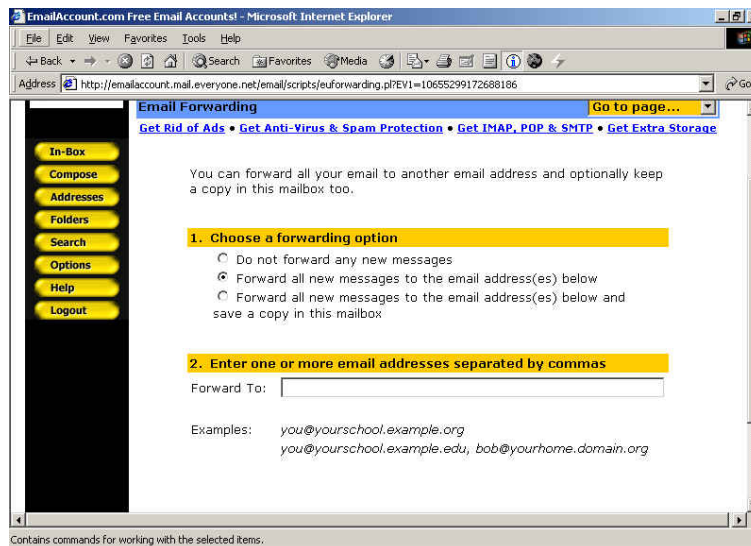 EmailAccount.com Free Email Accounts! - Microsoft Internet Explorer
File Edit View Favorites Tools Help
Back Search Favorites Media
Address http://emailaccount.mail.everyone.net/email/scripts/euforwarding.pl?EV1=10655299172688186 Go
Email Forwarding Go to page...
Get Rid of Ads • Get Anti-Virus & Spam Protection • Get IMAP, POP & SMTP • Get Extra Storage
In-Box
Compose
Addresses
Folders
Search
Options
Help
Logout
You can forward all your email to another email address and optionally keep
a copy in this mailbox too.
1. Choose a forwarding option
Do not forward any new messages
Forward all new messages to the email address(es) below
Forward all new messages to the email address(es) below and
save a copy in this mailbox
2. Enter one or more email addresses separated by commas
Forward To:
Examples: you@yourschool.example.org
you@yourschool.example.edu, bob@yourhome.domain.org
Contains commands for working with the selected items.